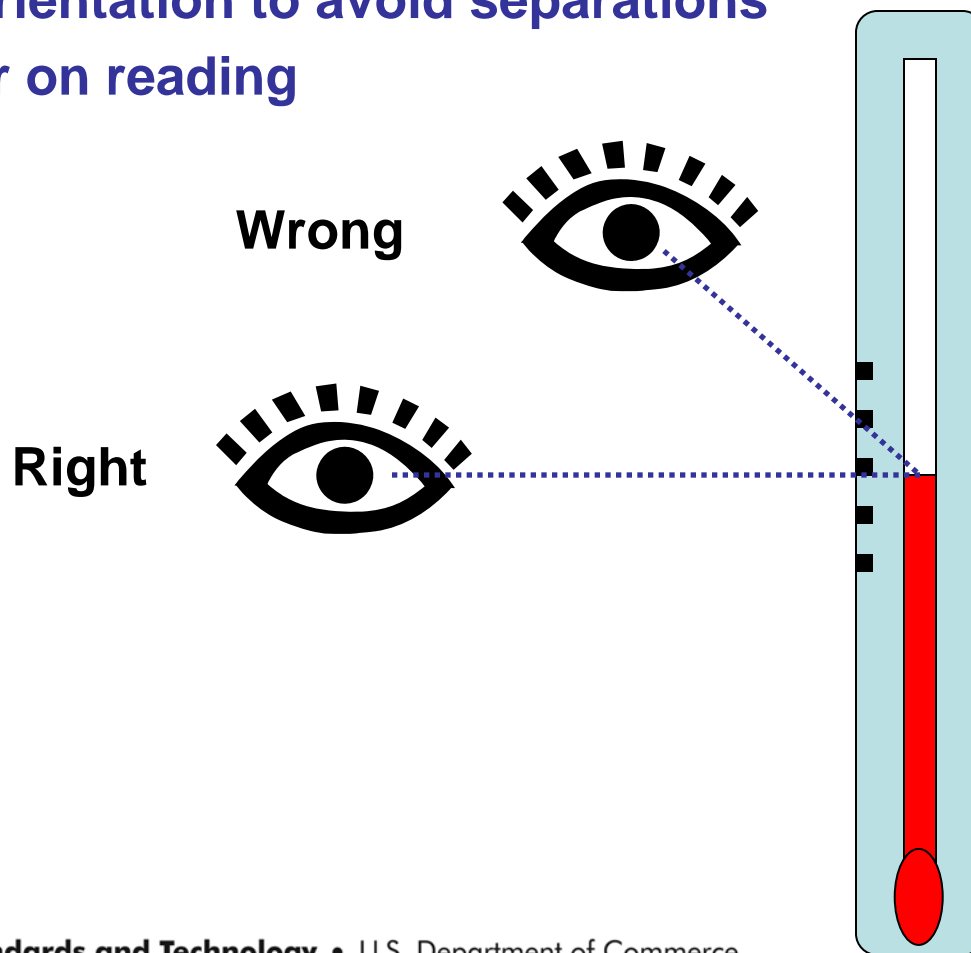 rientation to avoid separations
r on reading
Wrong
Right
ndards and Technology • U.S. Department of Commerce